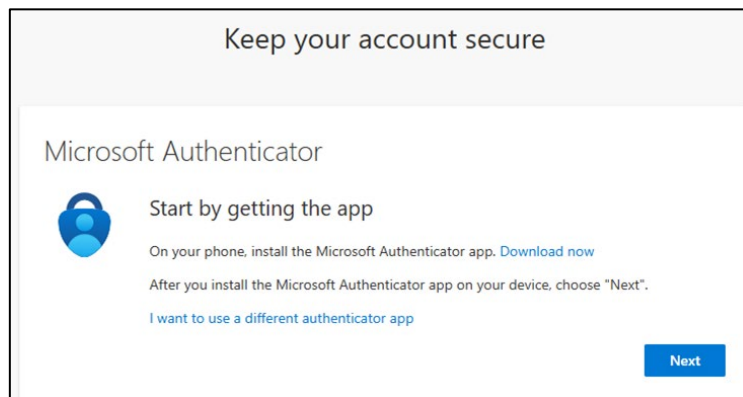 Keep your account secure
Microsoft Authenticator
Start by getting the app
On your phone, install the Microsoft Authenticator app. Download now
After you install the Microsoft Authenticator app on your device, choose "Next".
I want to use a different authenticator app
Next